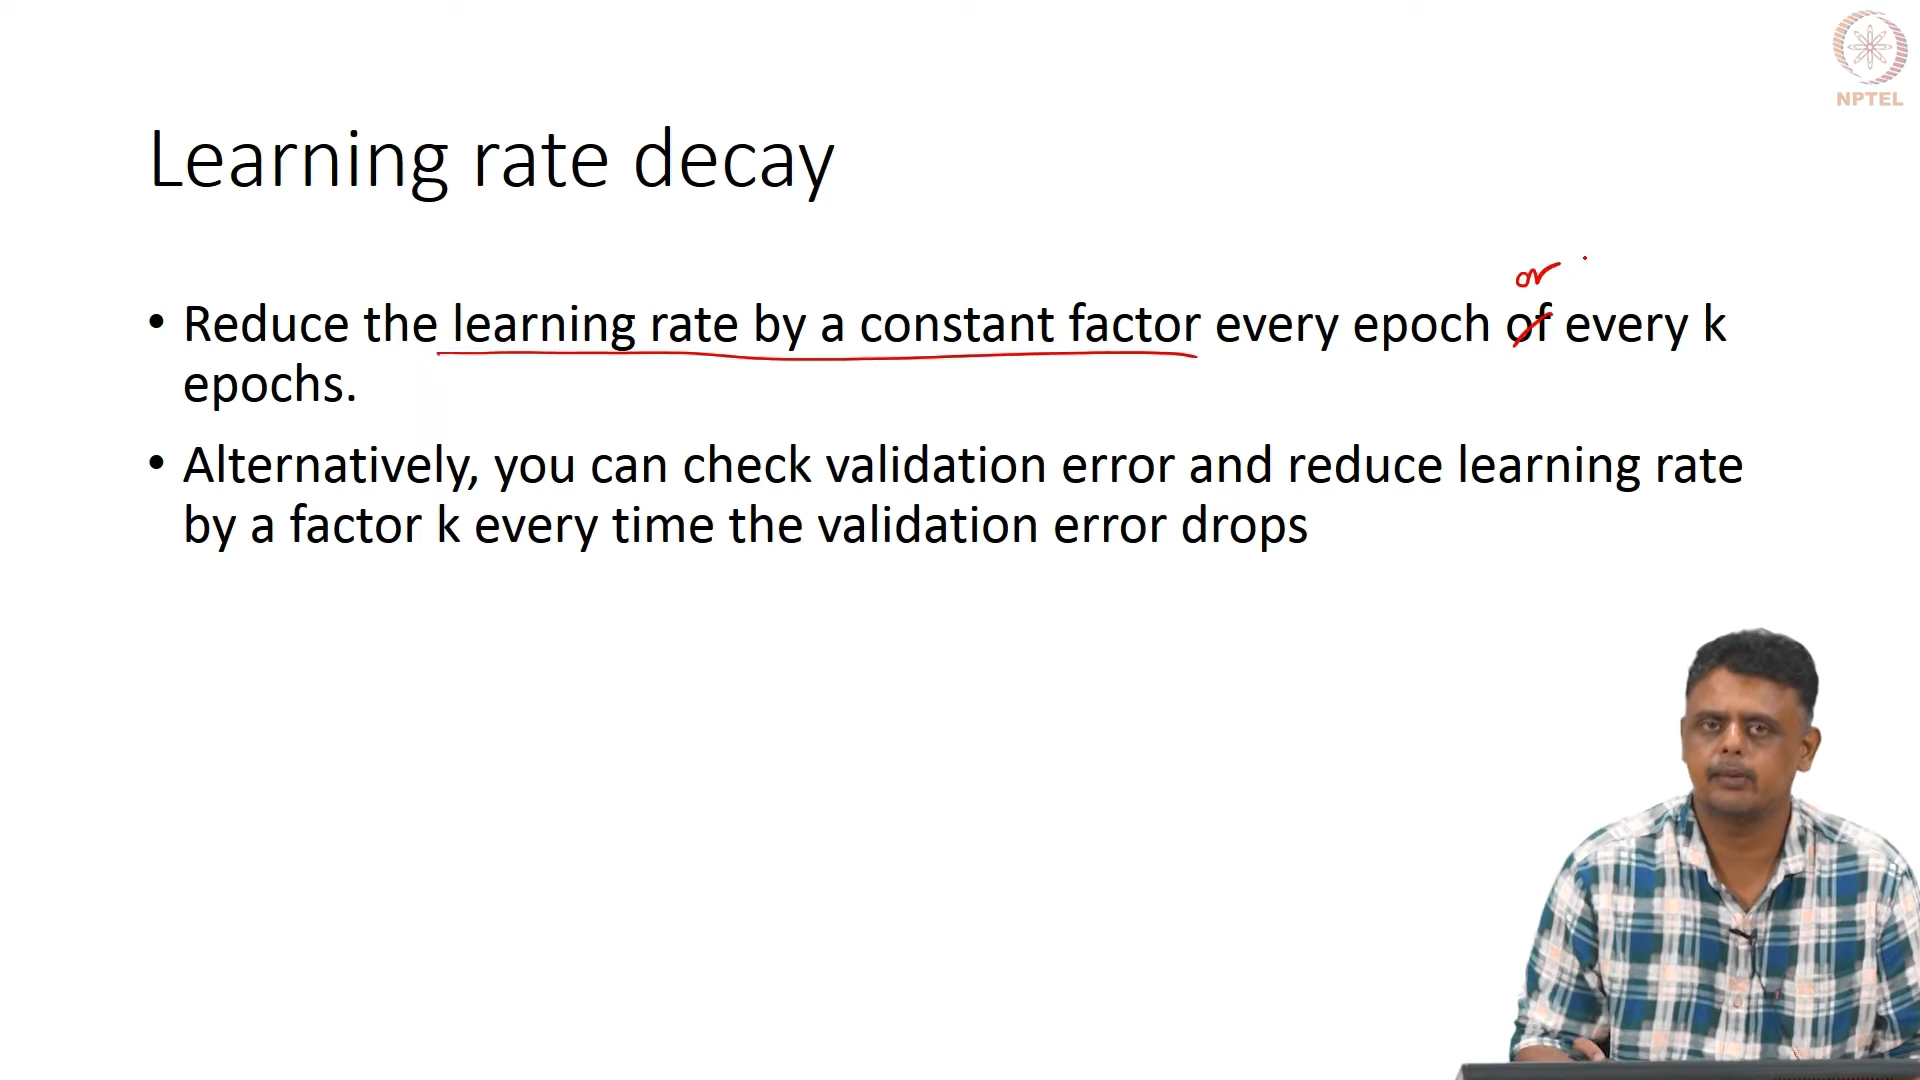 NPTEL
Learning rate decay
or
• Reduce the learning rate by a constant factor every epoch of every k
epochs.
• Alternatively, you can check validation error and reduce learning rate
by a factor k every time the validation error drops